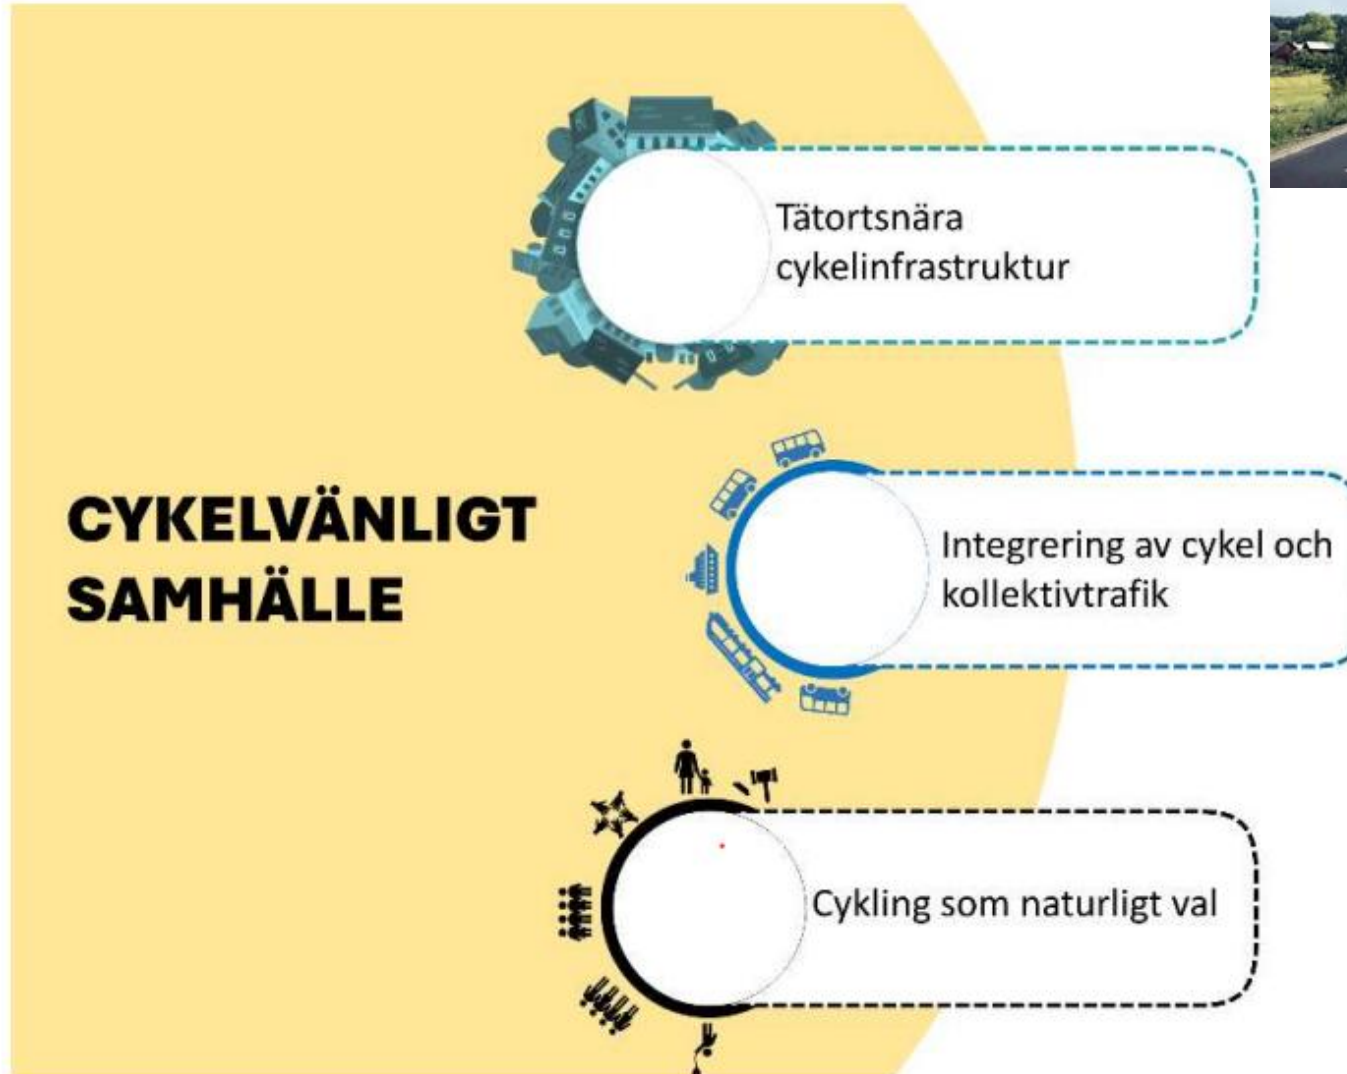 CYKELVÄNLIGT
SAMHÄLLE
Tätortsnära
cykelinfrastruktur
Integrering av cykel och
kollektivtrafik
Cykling som naturligt val